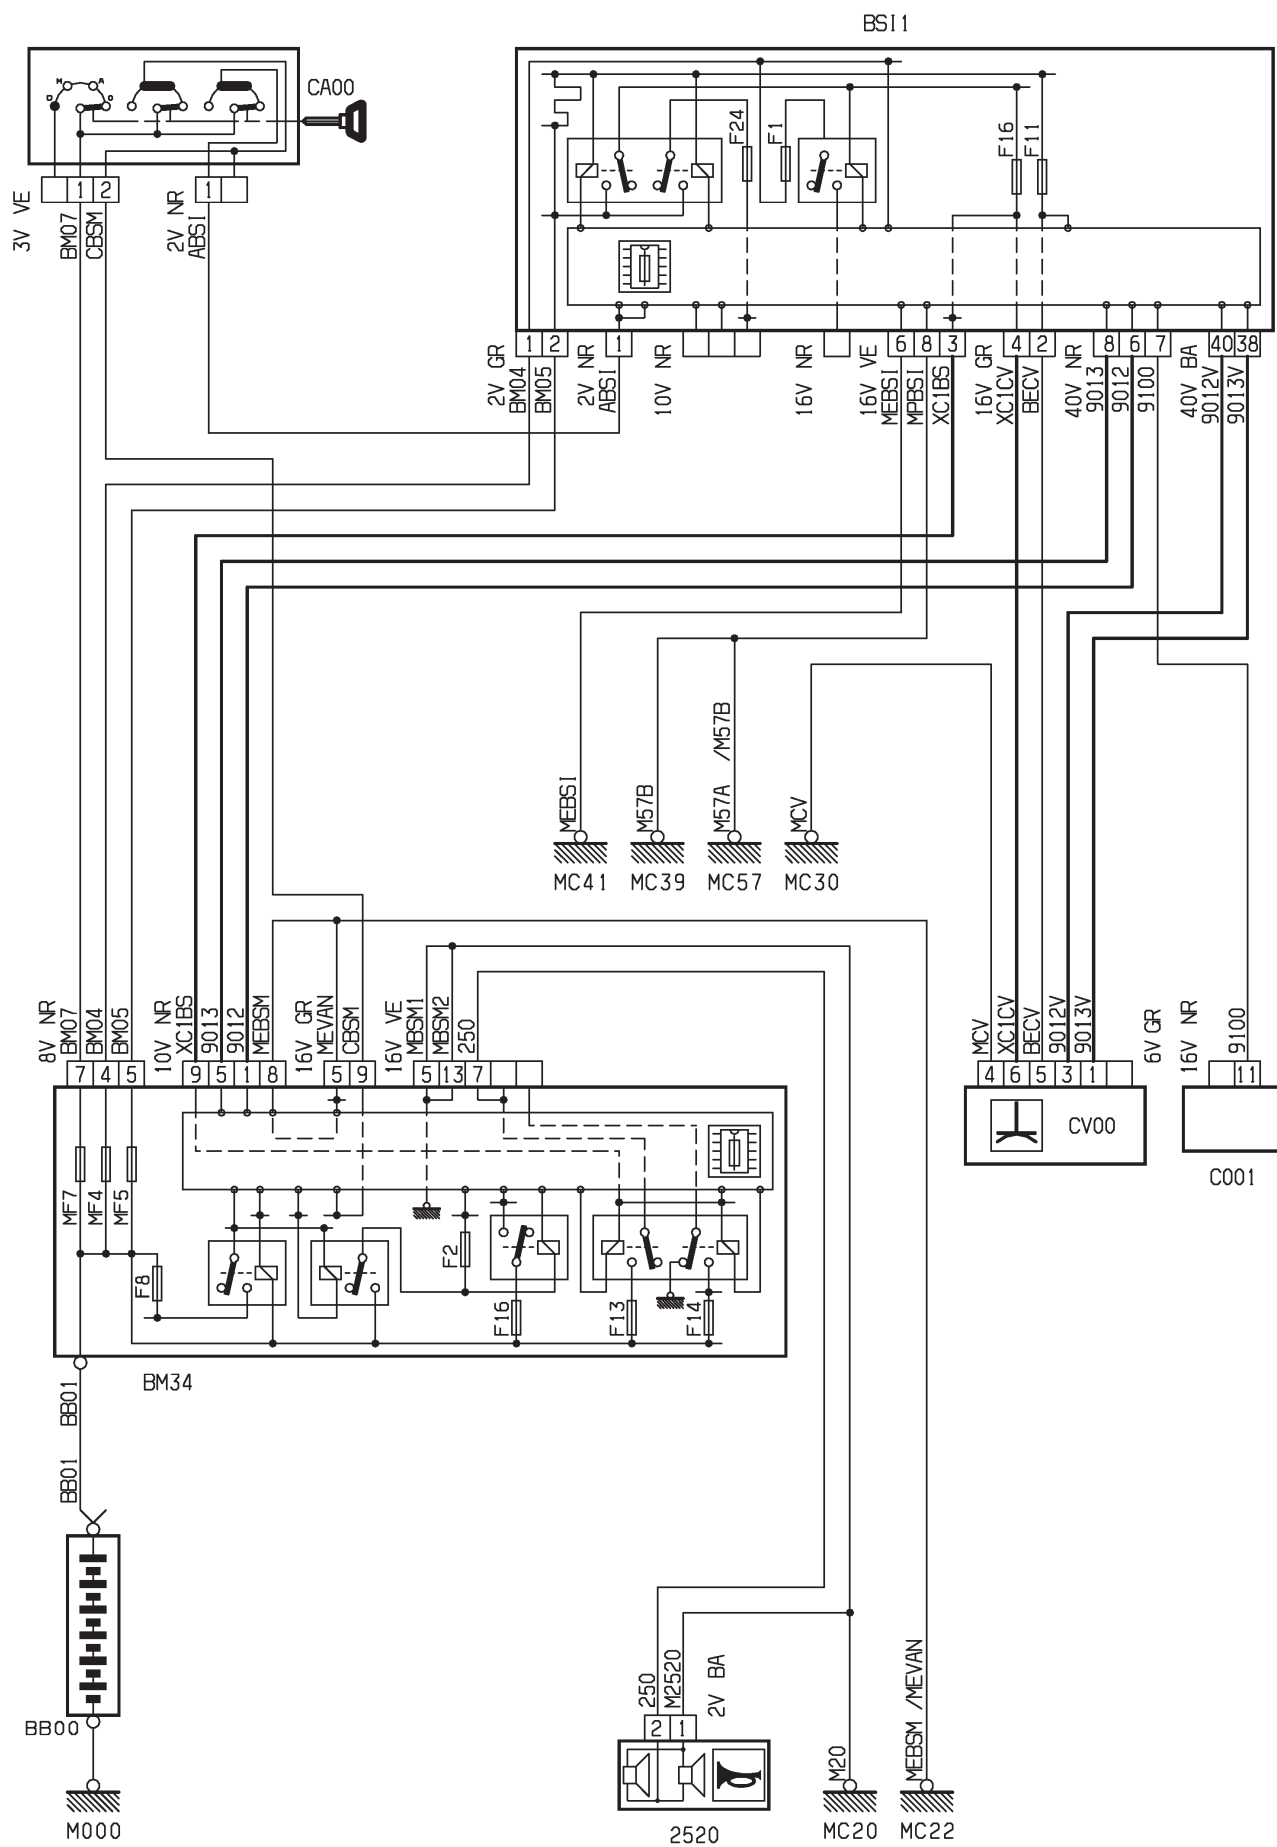 BSI1
CA00
M A
D D
F24
F1
F16
F11
1 2
1
3V VE
BM07
CBSM
2V NR
ABSI
1 2
1
6 8 3
4 2
8 6 7
40 38
2V GR
BM04
BM05
2V NR
ABSI
10V NR
16V NR
16V VE
MEBSI
MPBSI
XC1BS
16V GR
XC1CV
BECV
40V NR
9013
9012
9100
40V BA
9012V
9013V
MEBSI
M57B
M57A /M57B
MCV
MC41
MC39
MC57
MC30
8V NR
BM07
BM04
BM05
10V NR
XC1BS
9013
9012
MEBSM
16V GR
MEVAN
CBSM
16V VE
MBSM1
MBSM2
250
MCV
XC1CV
BECV
9012V
9013V
6V GR
16V NR
9100
7 4 5
9 5 1 8
5 9
5 13 7
4 6 5 3 1
11
CV00
C001
MF7
MF4
MF5
F8
F2
F16
F13
F14
BM34
BB01
BB01
BB00
M000
250
M2520
2V BA
2 1
2520
M20
MEBSM /MEVAN
MC20
MC22